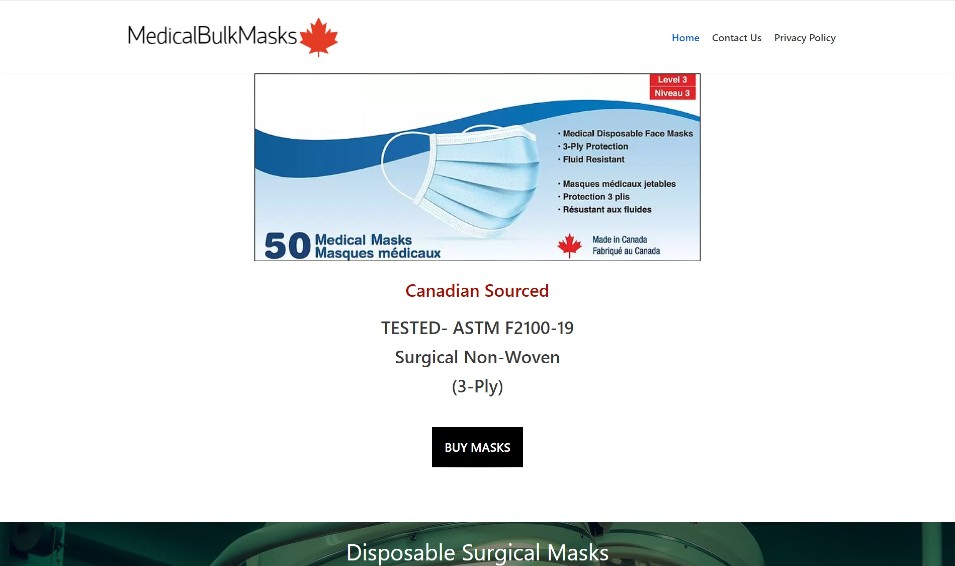 MedicalBulkMasks
Home Contact Us Privacy Policy
Level 3
Niveau 3
· Medical Disposable Face Masks
· 3-Ply Protection
· Fluid Resistant
· Masques médicaux jetables
· Protection 3 plis
· Résustant aux fluides
50 Medical Masks
Masques médicaux
Made in Canada
Fabriqué au Canada
Canadian Sourced
TESTED- ASTM F2100-19
Surgical Non-Woven
(3-Ply)
BUY MASKS
Disposable Surgical Masks